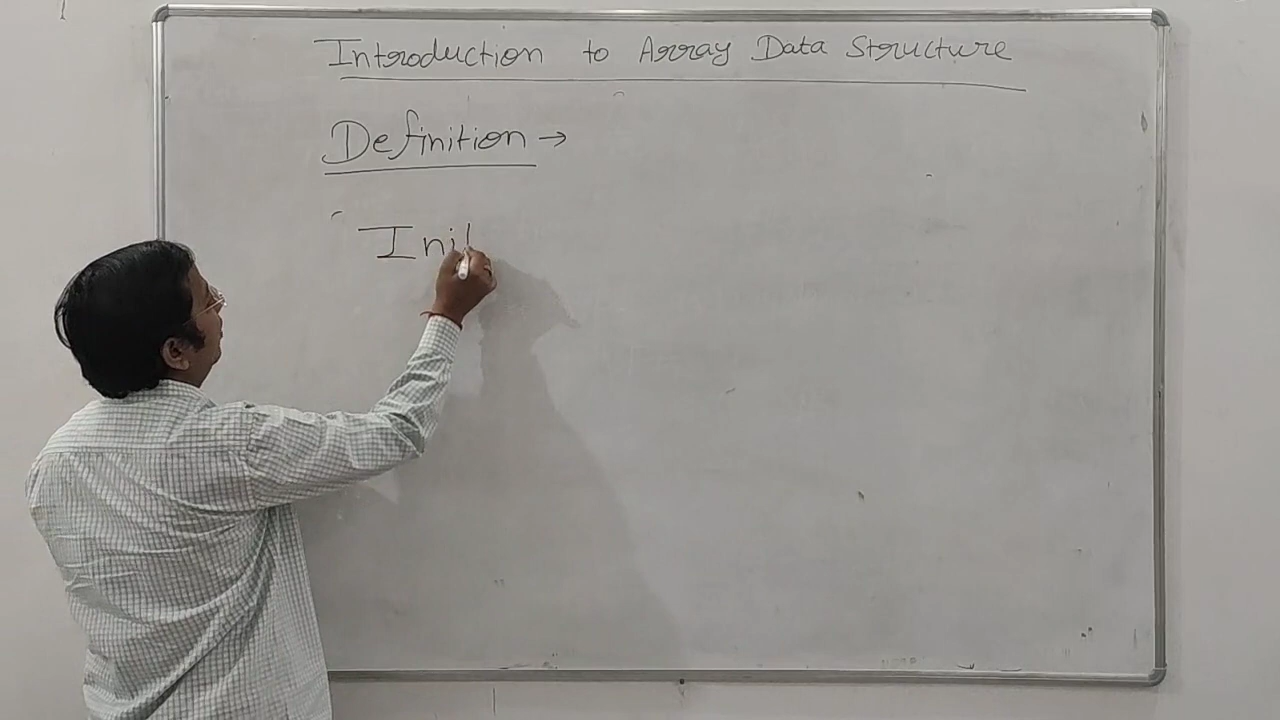 Introduction to Array Data Structure
Definition →
Ini